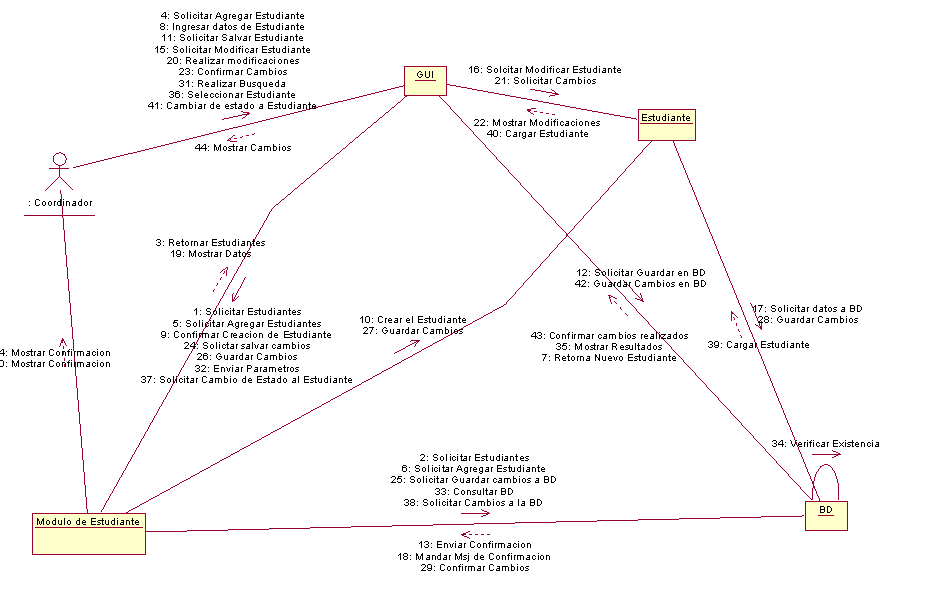 4: Solicitar Agregar Estudiante
8: Ingresar datos de Estudiante
11: Solicitar Salvar Estudiante
15: Solicitar Modificar Estudiante
20: Realizar modificaciones
23: Confirmar Cambios
31: Realizar Busqueda
36: Seleccionar Estudiante
41: Cambiar de estado a Estudiante
44: Mostrar Cambios
GUI
16: Solcitar Modificar Estudiante
21: Solicitar Cambios
22: Mostrar Modificaciones
40: Cargar Estudiante
Estudiante
: Coordinador
3: Retornar Estudiantes
19: Mostrar Datos
1: Solicitar Estudiantes
5: Solicitar Agregar Estudiantes
9: Confirmar Creacion de Estudiante
24: Solictar salvar cambios
26: Guardar Cambios
32: Enviar Parametros
37: Solicitar Cambio de Estado al Estudiante
10: Crear el Estudiante
27: Guardar Cambios
12: Solicitar Guardar en BD
42: Guardar Cambios en BD
43: Confirmar cambios realizados
35: Mostrar Resultados
7: Retorna Nuevo Estudiante
17: Solicitar datos a BD
28: Guardar Cambios
39: Cargar Estudiante
4: Mostrar Confirmacion
0: Mostrar Confirmacion
34: Verificar Existencia
2: Solicitar Estudiantes
6: Solicitar Agregar Estudiante
25: Solicitar Guardar cambios a BD
33: Consultar BD
38: Solicitar Cambios a la BD
Modulo de Estudiante
BD
13: Enviar Confirmacion
18: Mandar Msj de Confirmacion
29: Confirmar Cambios